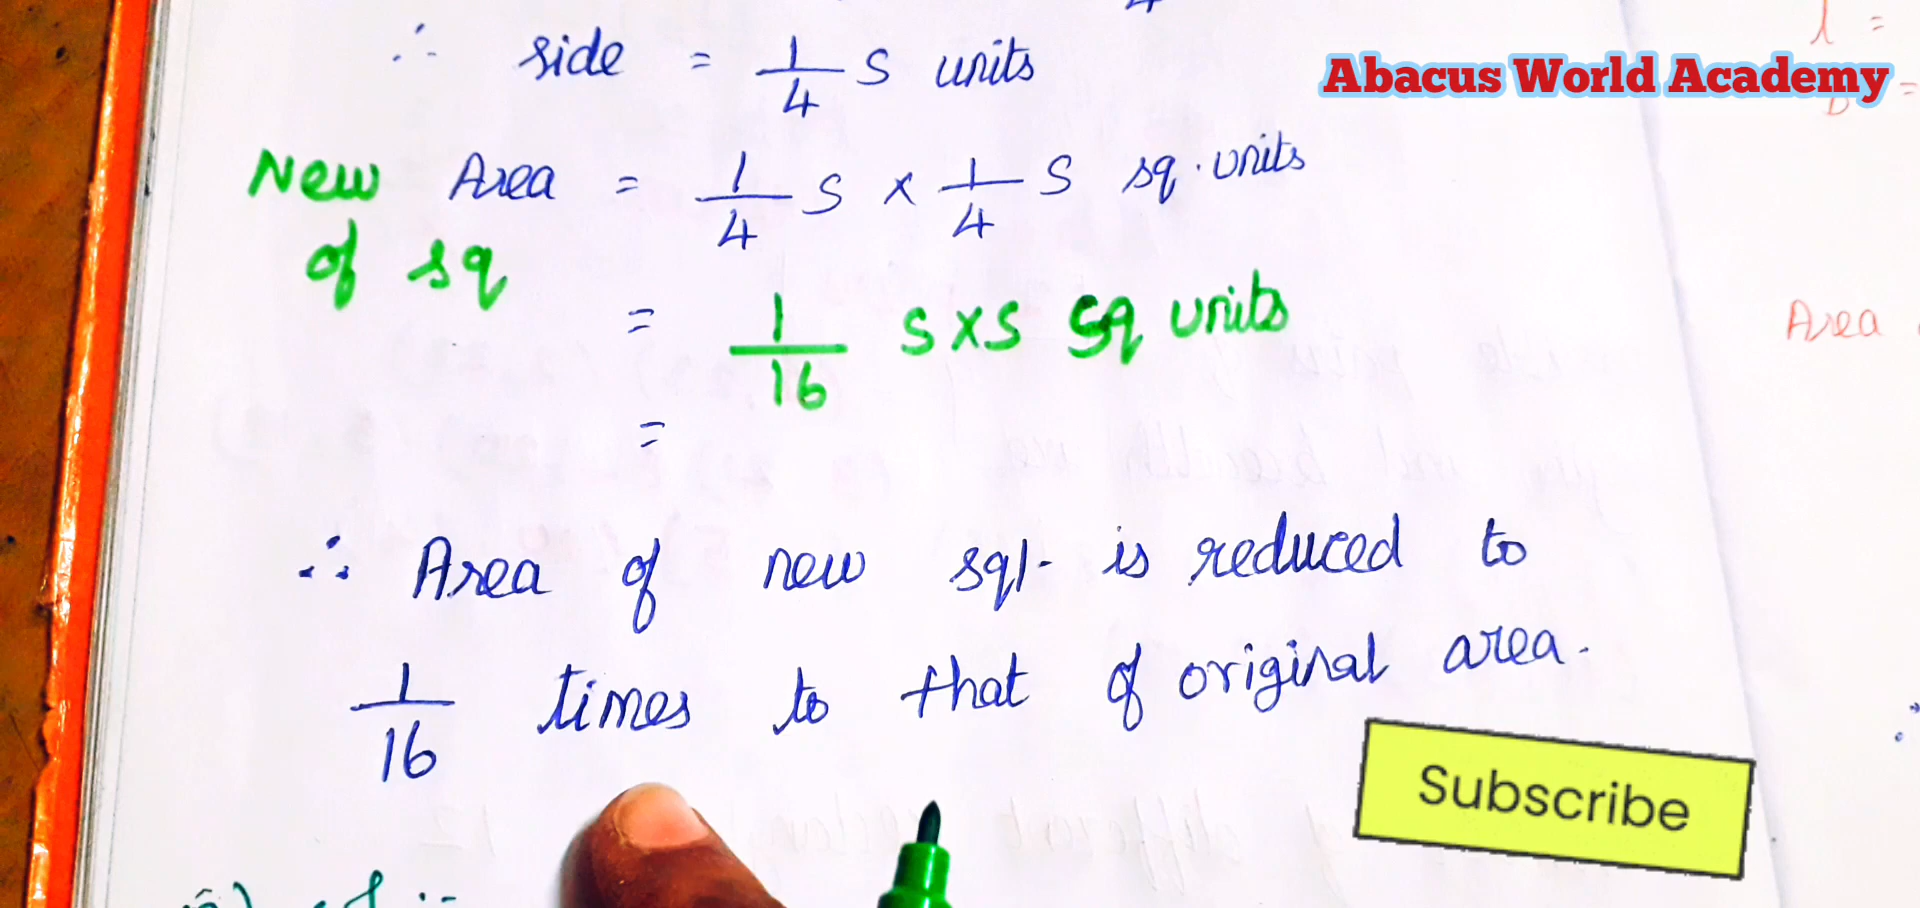 ∴ side = 1/4 S units
Abacus World Academy
New Area = 1/4 S × 1/4 S sq. units
of sq
= 1/16 S×S Sq units
=
∴ Area of new sql. is reduced to
1/16 times to that of original area.
Subscribe
l =
=
Area